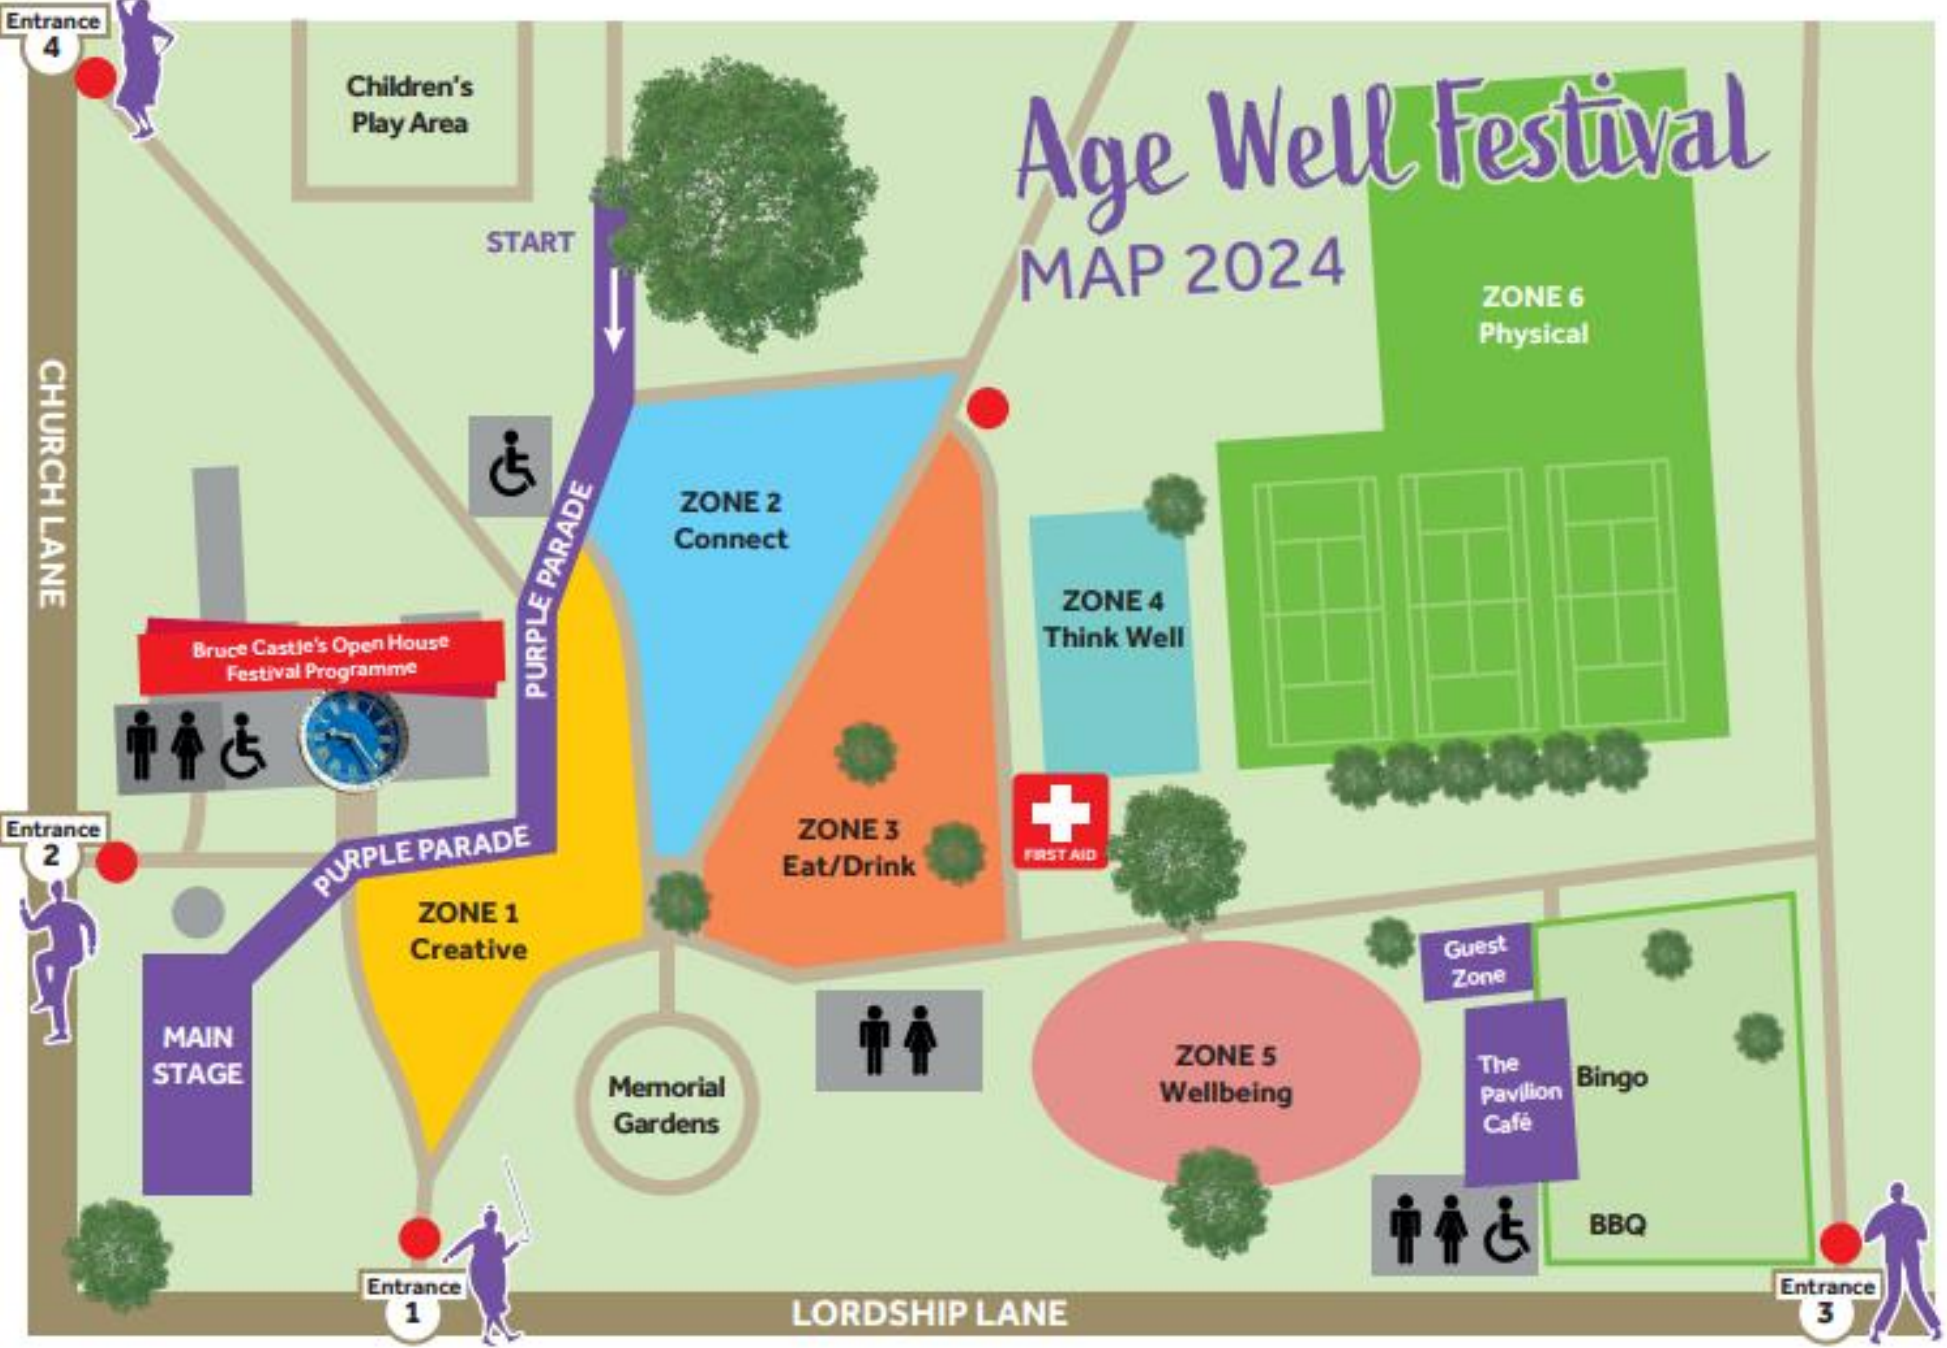 Entrance
4
Children's
Play Area
Age Well Festival
MAP 2024
START
ZONE 6
Physical
CHURCH LANE
PURPLE PARADE
ZONE 2
Connect
ZONE 4
Think Well
Bruce Castle's Open House
Festival Programme
Entrance
2
PURPLE PARADE
ZONE 3
Eat/Drink
FIRST AID
ZONE 1
Creative
Guest
Zone
MAIN
STAGE
Memorial
Gardens
ZONE 5
Wellbeing
The
Pavilion
Café
Bingo
BBQ
Entrance
1
LORDSHIP LANE
Entrance
3